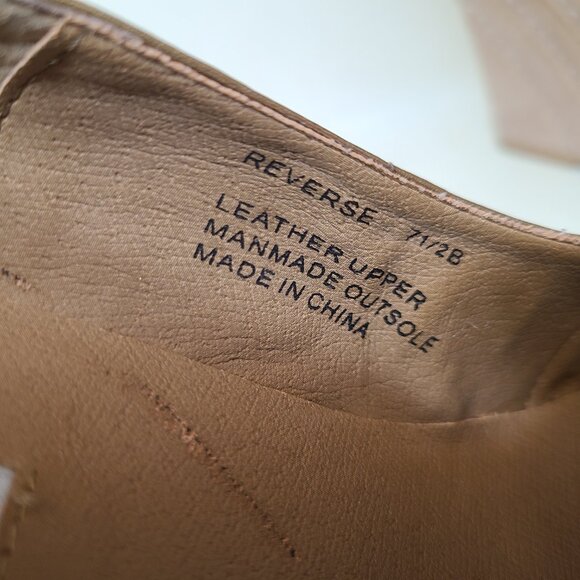 REVERSE 71/2B
LEATHER UPPER
MANMADE OUTSOLE
MADE IN CHINA